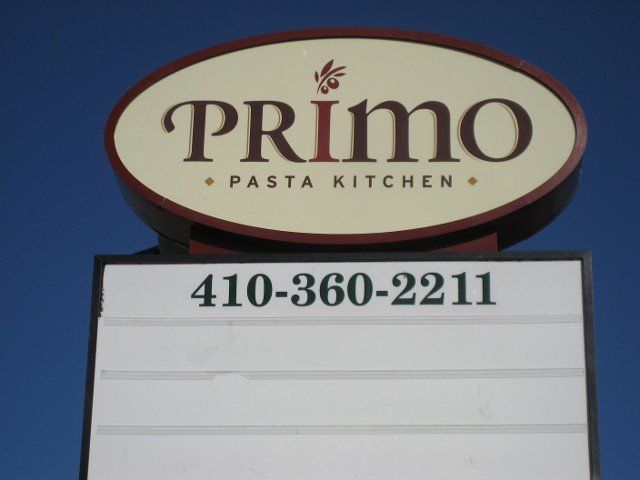 PRIMO
• PASTA KITCHEN •
410-360-2211